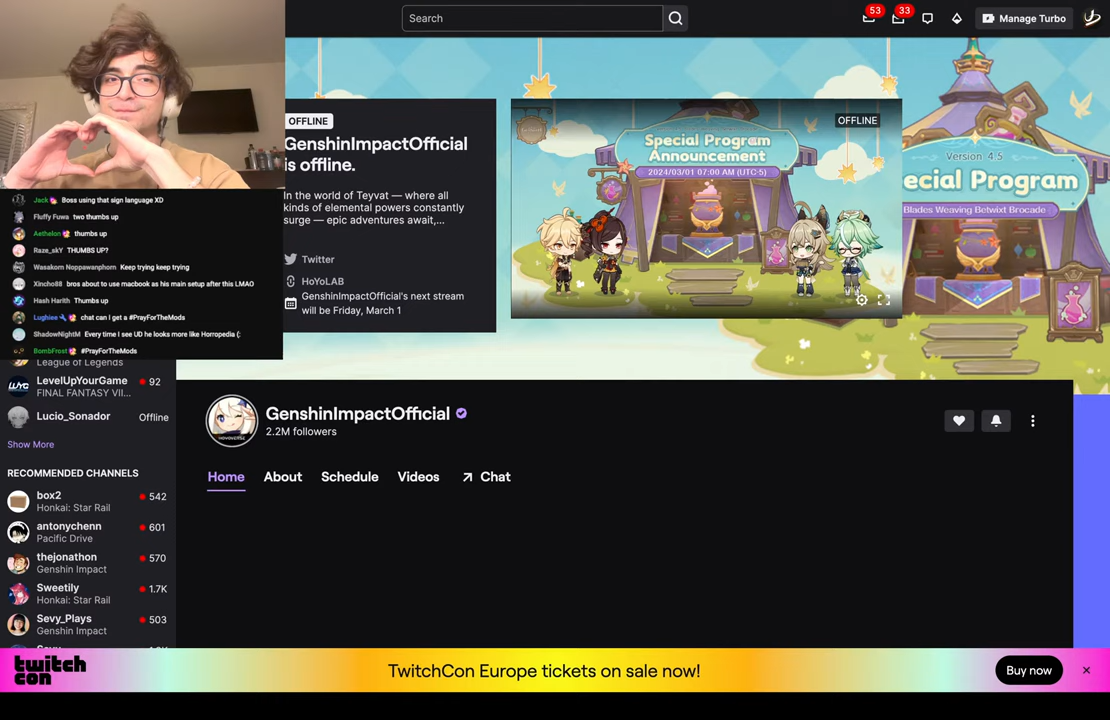 Search
53
33
Manage Turbo
OFFLINE
GenshinImpactOfficial
is offline.
In the world of Teyvat — where all
kinds of elemental powers constantly
surge — epic adventures await,...
Twitter
HoYoLAB
GenshinImpactOfficial's next stream
will be Friday, March 1
OFFLINE
Special Program
Announcement
2024/03/01 07:00 AM (UTC-5)
Version 4.5
ecial Program
Blades Weaving Betwixt Brocade
Jack Boss using that sign language XD
Fluffy Fuwa two thumbs up
Aethelon thumbs up
Raze_skY THUMBS UP?
Wasakorn Noppawanphorn Keep trying keep trying
Xincho88 bros about to use macbook as his main setup after this LMAO
Hash Harith Thumbs up
Lughiee chat can I get a #PrayForTheMods
ShadowNightM Every time I see UD he looks more like Horropedia (:
BombFrost #PrayForTheMods
League of Legends
LevelUpYourGame 92
FINAL FANTASY VII...
Lucio_Sonador Offline
Show More
RECOMMENDED CHANNELS
box2 542
Honkai: Star Rail
antonychenn 601
Pacific Drive
thejonathon 570
Genshin Impact
Sweetily 1.7K
Honkai: Star Rail
Sevy_Plays 503
Genshin Impact
HOYOVERSE
GenshinImpactOfficial
2.2M followers
Home About Schedule Videos Chat
twitch
con
TwitchCon Europe tickets on sale now!
Buy now